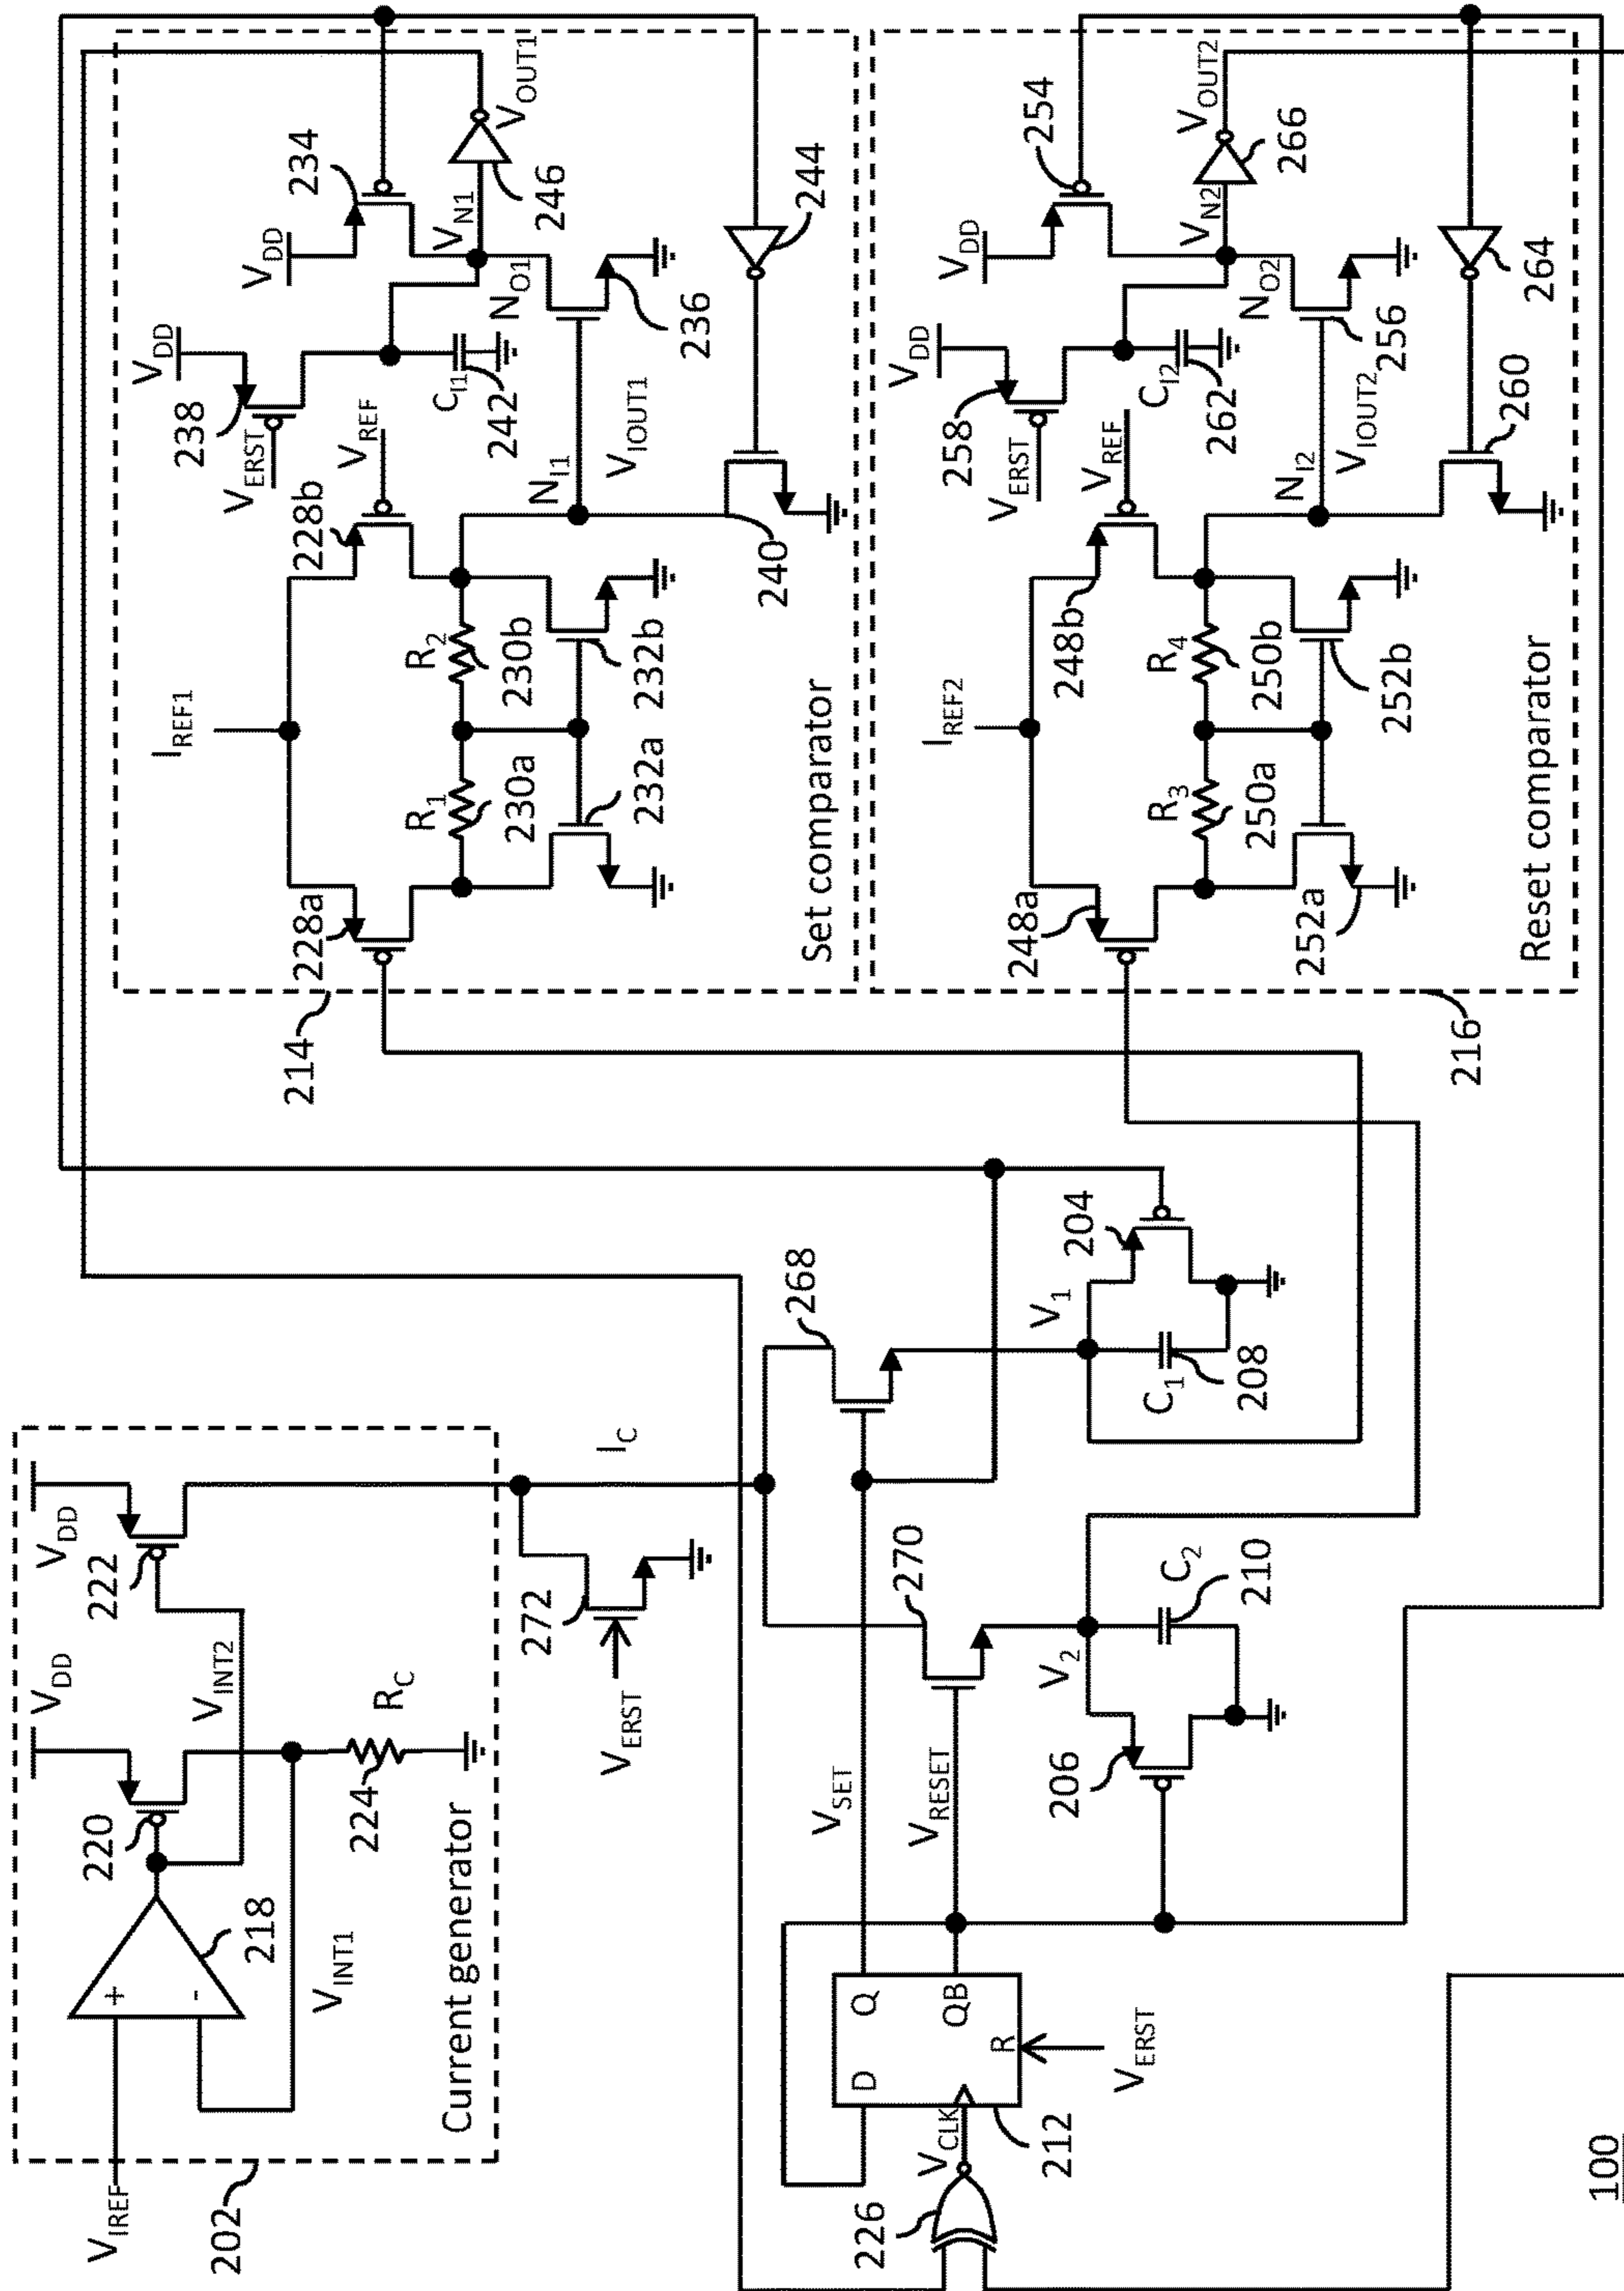 V_IREF
202
218
+
-
V_INT1
Current generator
220
V_DD
V_INT2
224
R_C
222
V_DD
272
V_ERST
I_C
226
V_CLK
212
D
Q
QB
R
V_ERST
V_SET
V_RESET
270
268
206
V_2
C_2
210
V_1
C_1
208
204
100
214
Set comparator
228a
I_REF1
R_1
230a
232a
R_2
230b
232b
228b
V_REF
V_ERST
238
V_DD
C_I1
242
N_I1
V_IOUT1
240
V_DD
234
N_O1
V_N1
236
246
V_OUT1
244
216
Reset comparator
248a
I_REF2
R_3
250a
252a
R_4
250b
252b
248b
V_REF
V_ERST
258
V_DD
C_I2
262
N_I2
V_IOUT2
260
V_DD
254
N_O2
V_N2
256
266
V_OUT2
264